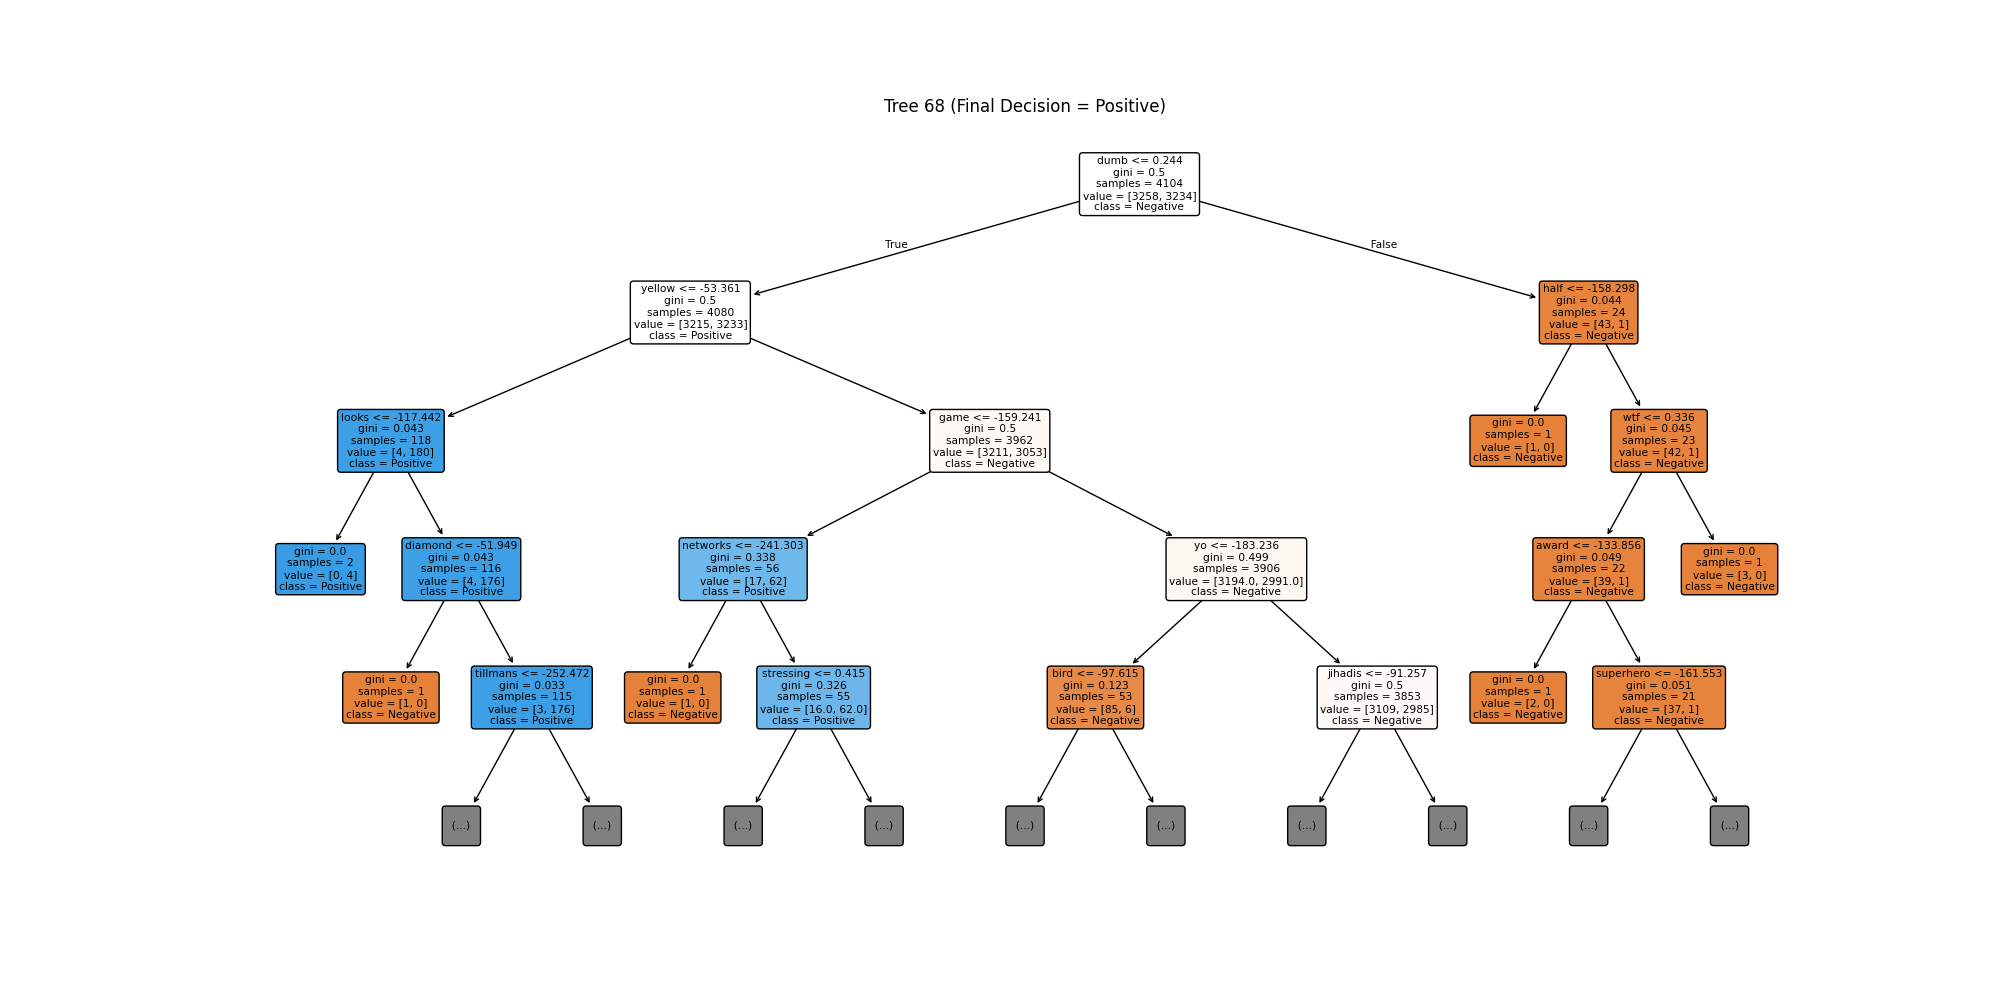 Tree 68 (Final Decision = Positive)
dumb <= 0.244
gini = 0.5
samples = 4104
value = [3258, 3234]
class = Negative
True
False
yellow <= -53.361
gini = 0.5
samples = 4080
value = [3215, 3233]
class = Positive
half <= -158.298
gini = 0.044
samples = 24
value = [43, 1]
class = Negative
looks <= -117.442
gini = 0.043
samples = 118
value = [4, 180]
class = Positive
game <= -159.241
gini = 0.5
samples = 3962
value = [3211, 3053]
class = Negative
gini = 0.0
samples = 1
value = [1, 0]
class = Negative
wtf <= 0.336
gini = 0.045
samples = 23
value = [42, 1]
class = Negative
gini = 0.0
samples = 2
value = [0, 4]
class = Positive
diamond <= -51.949
gini = 0.043
samples = 116
value = [4, 176]
class = Positive
networks <= -241.303
gini = 0.338
samples = 56
value = [17, 62]
class = Positive
yo <= -183.236
gini = 0.499
samples = 3906
value = [3194.0, 2991.0]
class = Negative
award <= -133.856
gini = 0.049
samples = 22
value = [39, 1]
class = Negative
gini = 0.0
samples = 1
value = [3, 0]
class = Negative
gini = 0.0
samples = 1
value = [1, 0]
class = Negative
tillmans <= -252.472
gini = 0.033
samples = 115
value = [3, 176]
class = Positive
gini = 0.0
samples = 1
value = [1, 0]
class = Negative
stressing <= 0.415
gini = 0.326
samples = 55
value = [16.0, 62.0]
class = Positive
bird <= -97.615
gini = 0.123
samples = 53
value = [85, 6]
class = Negative
jihadis <= -91.257
gini = 0.5
samples = 3853
value = [3109, 2985]
class = Negative
gini = 0.0
samples = 1
value = [2, 0]
class = Negative
superhero <= -161.553
gini = 0.051
samples = 21
value = [37, 1]
class = Negative
(...)
(...)
(...)
(...)
(...)
(...)
(...)
(...)
(...)
(...)